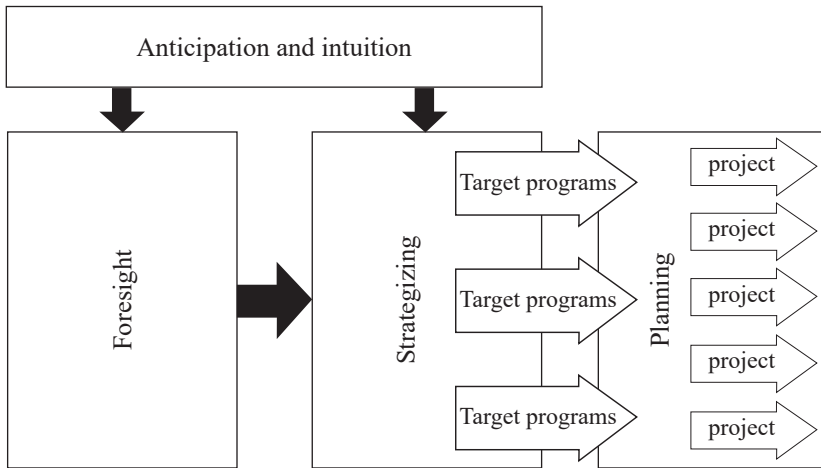 Anticipation and intuition
Foresight
Strategizing
Target programs
Target programs
Target programs
Planning
project
project
project
project
project